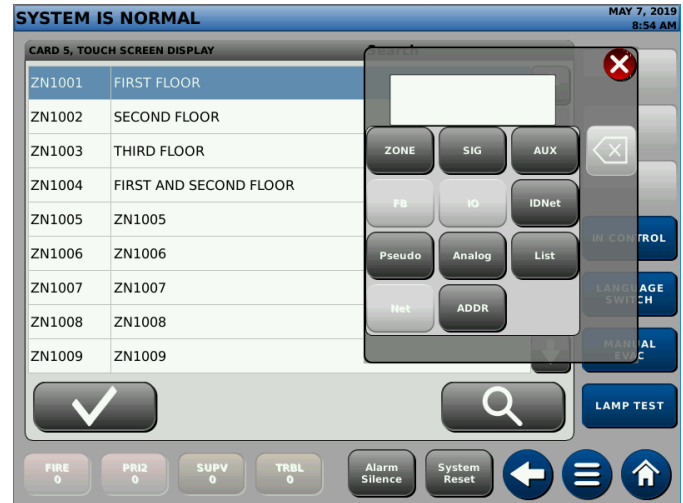 SYSTEM IS NORMAL
MAY 7, 2019
8:54 AM
CARD 5, TOUCH SCREEN DISPLAY
Search
ZN1001 FIRST FLOOR
ZN1002 SECOND FLOOR
ZN1003 THIRD FLOOR
ZN1004 FIRST AND SECOND FLOOR
ZN1005 ZN1005
ZN1006 ZN1006
ZN1007 ZN1007
ZN1008 ZN1008
ZN1009 ZN1009
ZONE SIG AUX
FB IO IDNet
Pseudo Analog List
Net ADDR
IN CONTROL
LANGUAGE
SWITCH
MANUAL
EVAC
LAMP TEST
FIRE
0
PRI2
0
SUPV
0
TRBL
0
Alarm
Silence
System
Reset